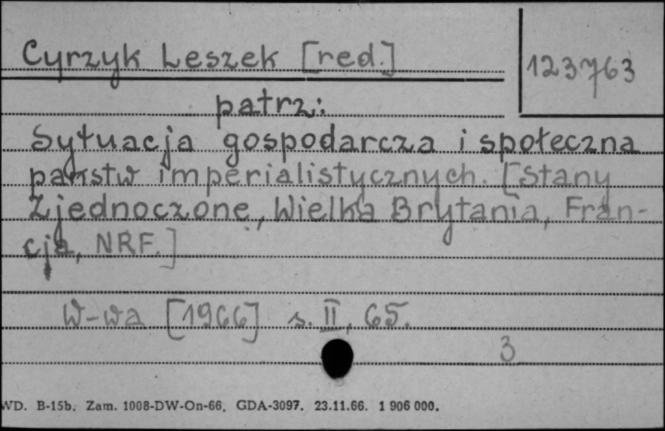 Cyrzyk Leszek [red.]
123763
patrz:
Sytuacja gospodarcza i społeczna
państw imperialistycznych. [Stany
Zjednoczone, Wielka Brytania, Fran-
cja, NRF.]
W-wa [1966] s. II, 65.
3
WD. B-15b. Zam. 1008-DW-On-66. GDA-3097. 23.11.66. 1 906 000.